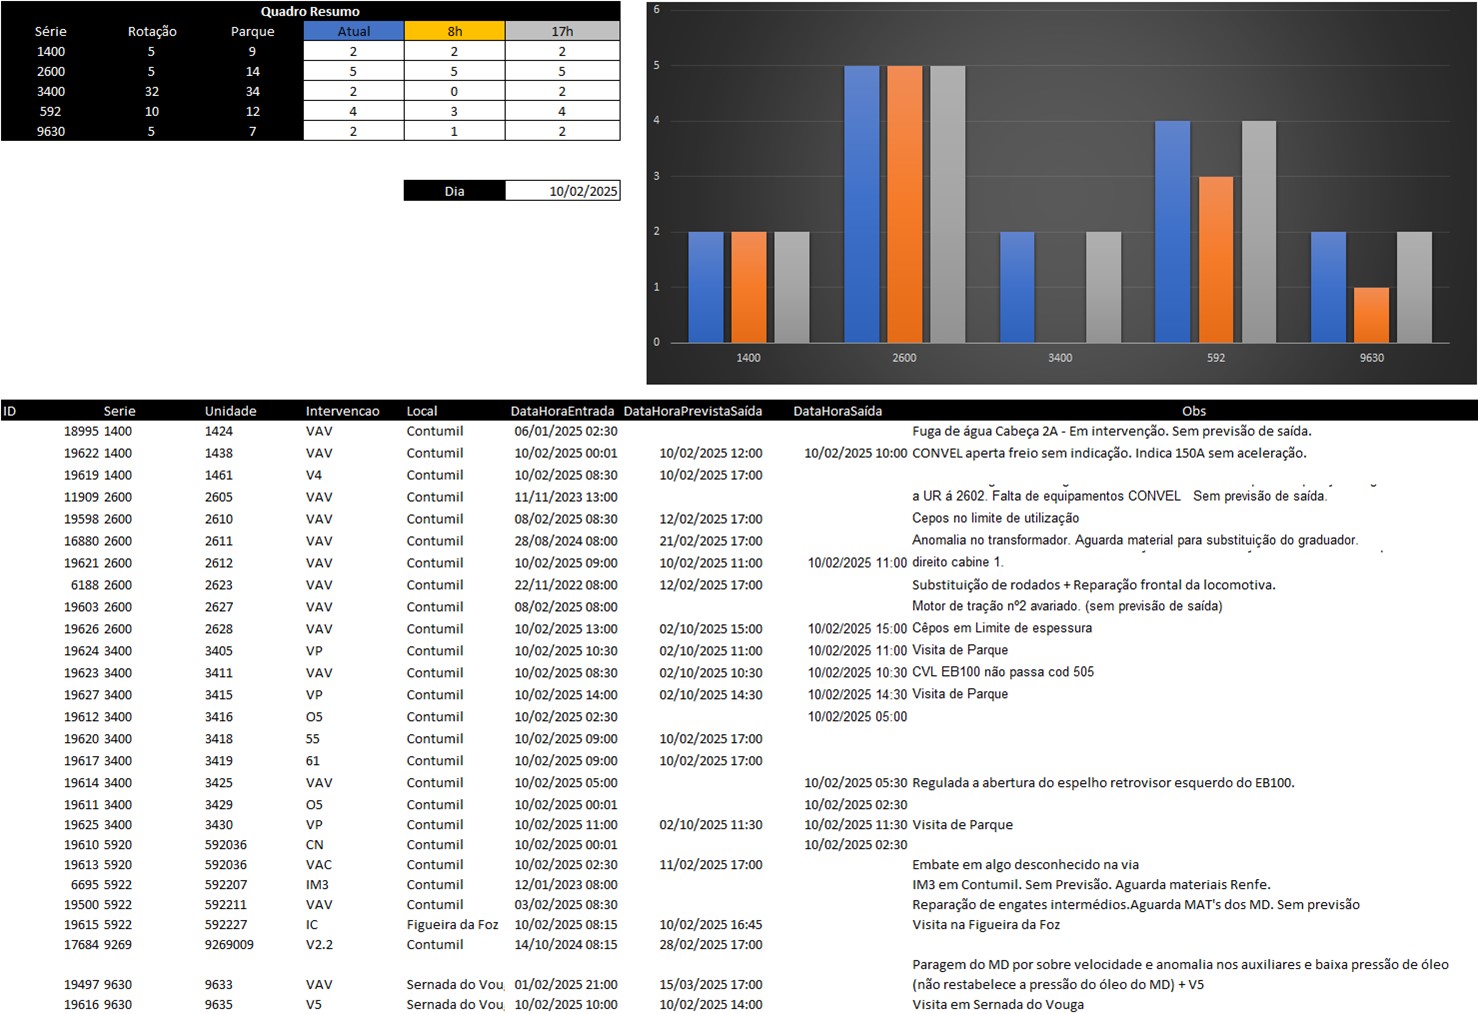 Quadro Resumo
Série Rotação Parque Atual 8h 17h
1400 5 9 2 2 2
2600 5 14 5 5 5
3400 32 34 2 0 2
592 10 12 4 3 4
9630 5 7 2 1 2
Dia 10/02/2025
6
5
4
3
2
1
0
1400 2600 3400 592 9630
ID Serie Unidade Intervencao Local DataHoraEntrada DataHoraPrevistaSaída DataHoraSaída Obs
18995 1400 1424 VAV Contumil 06/01/2025 02:30 Fuga de água Cabeça 2A - Em intervenção. Sem previsão de saída.
19622 1400 1438 VAV Contumil 10/02/2025 00:01 10/02/2025 12:00 10/02/2025 10:00 CONVEL aperta freio sem indicação. Indica 150A sem aceleração.
19619 1400 1461 V4 Contumil 10/02/2025 08:30 10/02/2025 17:00
11909 2600 2605 VAV Contumil 11/11/2023 13:00 a UR á 2602. Falta de equipamentos CONVEL Sem previsão de saída.
19598 2600 2610 VAV Contumil 08/02/2025 08:30 12/02/2025 17:00 Cepos no limite de utilização
16880 2600 2611 VAV Contumil 28/08/2024 08:00 21/02/2025 17:00 Anomalia no transformador. Aguarda material para substituição do graduador.
19621 2600 2612 VAV Contumil 10/02/2025 09:00 10/02/2025 11:00 10/02/2025 11:00 direito cabine 1.
6188 2600 2623 VAV Contumil 22/11/2022 08:00 12/02/2025 17:00 Substituição de rodados + Reparação frontal da locomotiva.
19603 2600 2627 VAV Contumil 08/02/2025 08:00 Motor de tração nº2 avariado. (sem previsão de saída)
19626 2600 2628 VAV Contumil 10/02/2025 13:00 02/10/2025 15:00 10/02/2025 15:00 Cêpos em Limite de espessura
19624 3400 3405 VP Contumil 10/02/2025 10:30 02/10/2025 11:00 10/02/2025 11:00 Visita de Parque
19623 3400 3411 VAV Contumil 10/02/2025 08:30 02/10/2025 10:30 10/02/2025 10:30 CVL EB100 não passa cod 505
19627 3400 3415 VP Contumil 10/02/2025 14:00 02/10/2025 14:30 10/02/2025 14:30 Visita de Parque
19612 3400 3416 O5 Contumil 10/02/2025 02:30 10/02/2025 05:00
19620 3400 3418 55 Contumil 10/02/2025 09:00 10/02/2025 17:00
19617 3400 3419 61 Contumil 10/02/2025 09:00 10/02/2025 17:00
19614 3400 3425 VAV Contumil 10/02/2025 05:00 10/02/2025 05:30 Regulada a abertura do espelho retrovisor esquerdo do EB100.
19611 3400 3429 O5 Contumil 10/02/2025 00:01 10/02/2025 02:30
19625 3400 3430 VP Contumil 10/02/2025 11:00 02/10/2025 11:30 10/02/2025 11:30 Visita de Parque
19610 5920 592036 CN Contumil 10/02/2025 00:01 10/02/2025 02:30
19613 5920 592036 VAC Contumil 10/02/2025 02:30 11/02/2025 17:00 Embate em algo desconhecido na via
6695 5922 592207 IM3 Contumil 12/01/2023 08:00 IM3 em Contumil. Sem Previsão. Aguarda materiais Renfe.
19500 5922 592211 VAV Contumil 03/02/2025 08:30 Reparação de engates intermédios.Aguarda MAT's dos MD. Sem previsão
19615 5922 592227 IC Figueira da Foz 10/02/2025 08:15 10/02/2025 16:45 Visita na Figueira da Foz
17684 9269 9269009 V2.2 Contumil 14/10/2024 08:15 28/02/2025 17:00
Paragem do MD por sobre velocidade e anomalia nos auxiliares e baixa pressão de óleo
19497 9630 9633 VAV Sernada do Vou 01/02/2025 21:00 15/03/2025 17:00 (não restabelece a pressão do óleo do MD) + V5
19616 9630 9635 V5 Sernada do Vou 10/02/2025 10:00 10/02/2025 14:00 Visita em Sernada do Vouga